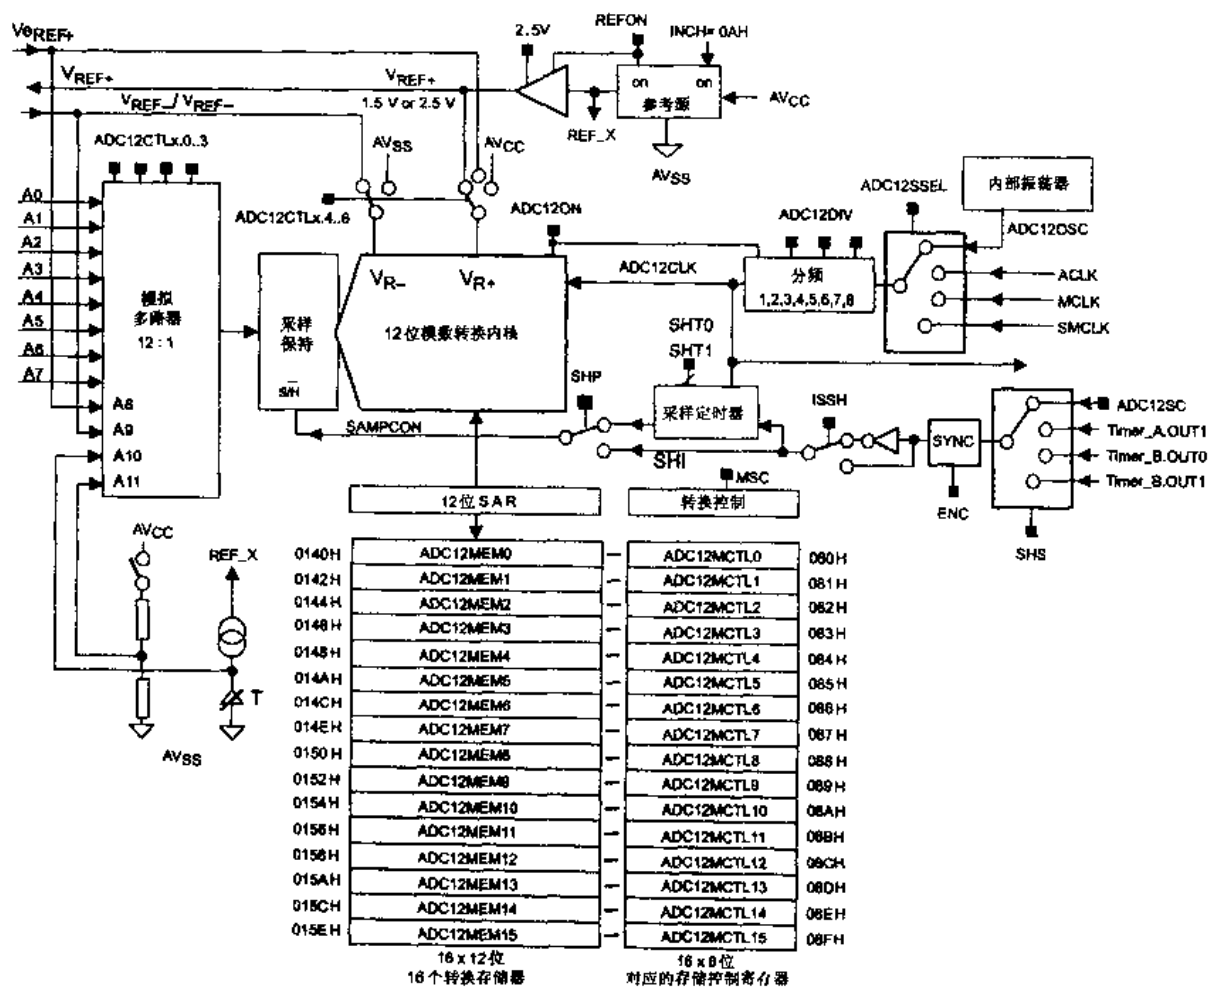 VeREF+
VREF+
VREF-/VREF-
ADC12CTLx.0..3
VREF+
1.5 V or 2.5 V
2.5V
REFON
INCH= 0AH
on
on
参考源
AVCC
REF_X
AVSS
AVSS
AVCC
ADC12CTLx.4..6
ADC12ON
A0
A1
A2
A3
A4
A5
A6
A7
A8
A9
A10
A11
模拟
多路器
12 : 1
采样
保持
S/H
VR-
VR+
12位模数转换内核
ADC12CLK
ADC12DIV
分频
1,2,3,4,5,6,7,8
ADC12SSEL
内部振荡器
ADC12OSC
ACLK
MCLK
SMCLK
SHT0
SHT1
采样定时器
SHP
SAMPCON
SHI
ISSH
SYNC
ENC
ADC12SC
Timer_A.OUT1
Timer_B.OUT0
Timer_B.OUT1
SHS
MSC
12位 SAR
转换控制
AVCC
REF_X
T
AVSS
0140H ADC12MEM0 ADC12MCTL0 080H
0142H ADC12MEM1 ADC12MCTL1 081H
0144H ADC12MEM2 ADC12MCTL2 082H
0146H ADC12MEM3 ADC12MCTL3 083H
0148H ADC12MEM4 ADC12MCTL4 084H
014AH ADC12MEM5 ADC12MCTL5 085H
014CH ADC12MEM6 ADC12MCTL6 086H
014EH ADC12MEM7 ADC12MCTL7 087H
0150H ADC12MEM8 ADC12MCTL8 088H
0152H ADC12MEM9 ADC12MCTL9 089H
0154H ADC12MEM10 ADC12MCTL10 08AH
0156H ADC12MEM11 ADC12MCTL11 08BH
0158H ADC12MEM12 ADC12MCTL12 08CH
015AH ADC12MEM13 ADC12MCTL13 08DH
015CH ADC12MEM14 ADC12MCTL14 08EH
015EH ADC12MEM15 ADC12MCTL15 08FH
16 x 12位
16个转换存储器
16 x 8位
对应的存储控制寄存器